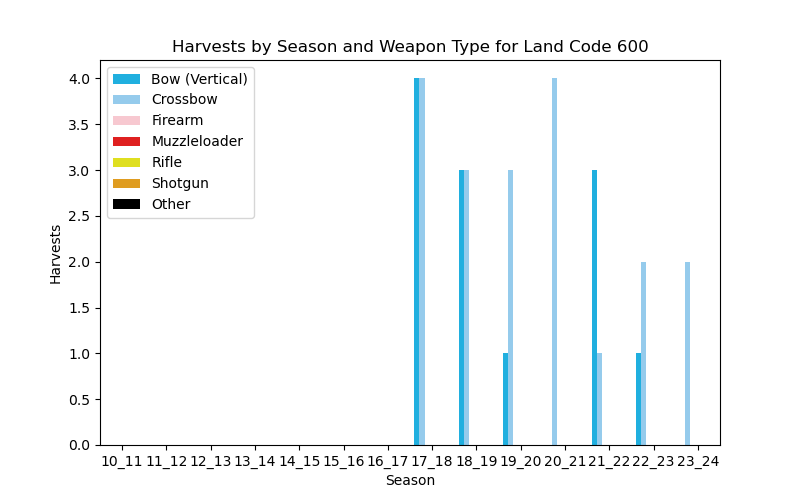 Harvests by Season and Weapon Type for Land Code 600
Bow (Vertical)
Crossbow
Firearm
Muzzleloader
Rifle
Shotgun
Other
4.0
3.5
3.0
2.5
2.0
1.5
1.0
0.5
0.0
Harvests
10_11 11_12 12_13 13_14 14_15 15_16 16_17 17_18 18_19 19_20 20_21 21_22 22_23 23_24
Season